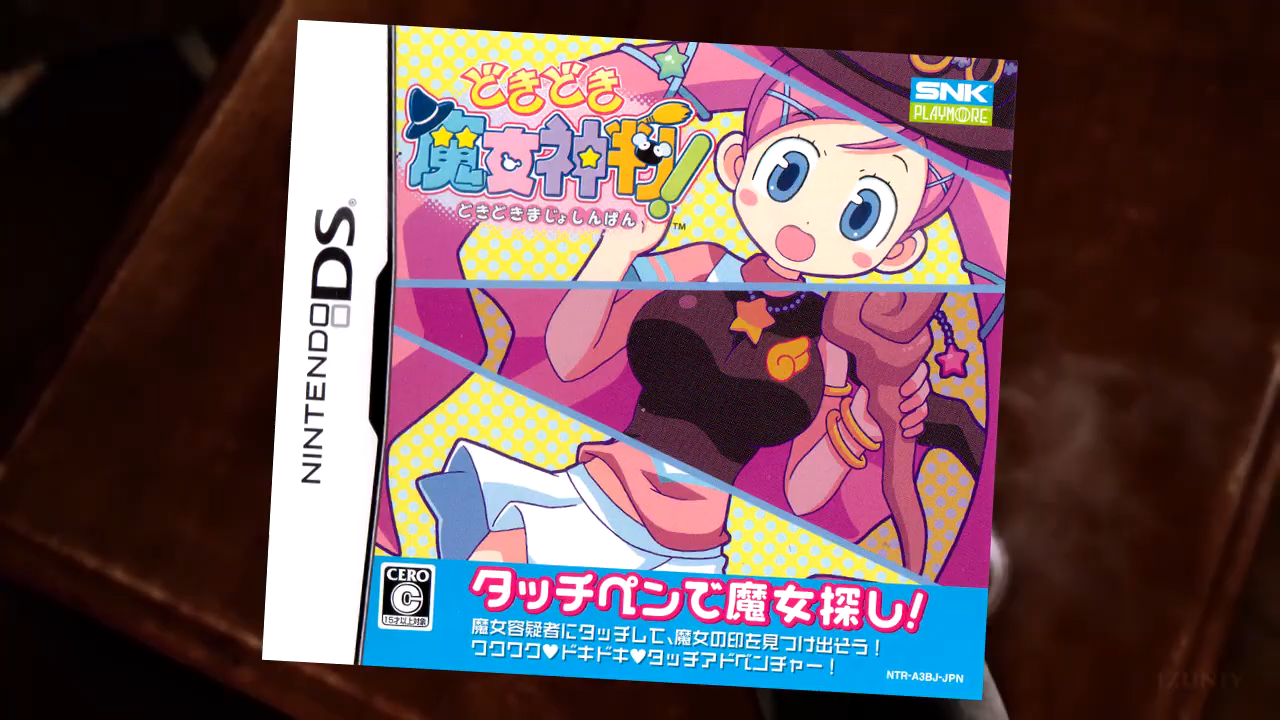 NINTENDO DS®
どきどき
魔女神判!
どきどきまじょしんぱん
TM
SNK
PLAYMORE
CERO
C
15才以上対象
タッチペンで魔女探し!
魔女容疑者にタッチして、魔女の印を見つけ出そう!
ワクワク♥ドキドキ♥タッチアドベンチャー!
NTR-A3BJ-JPN